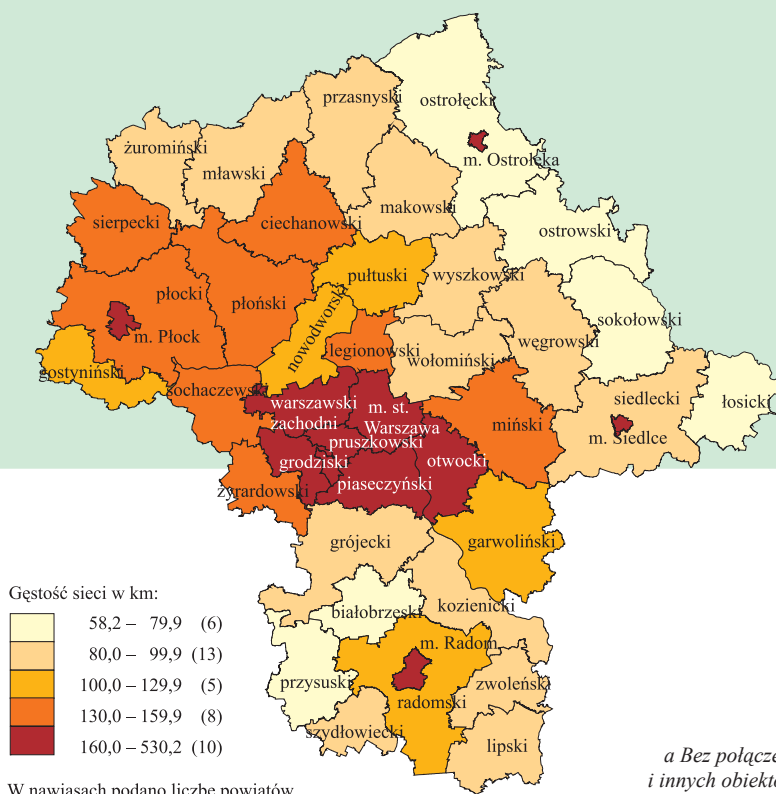 przasnyski
ostrołęcki
żuromiński
m. Ostrołęka
mławski
makowski
sierpecki
ciechanowski
ostrowski
płocki
płoński
pułtuski
wyszkowski
sokołowski
nowodworski
m. Płock
legionowski
wołomiński
węgrowski
gostyniński
sochaczewski
warszawski
zachodni
m. st.
Warszawa
siedlecki
łosicki
miński
m. Siedlce
pruszkowski
grodziski
otwocki
piaseczyński
żyrardowski
grójecki
garwoliński
białobrzeski
kozienicki
m. Radom
przysuski
zwoleński
radomski
szydłowiecki
lipski
Gęstość sieci w km:
58,2 – 79,9 (6)
80,0 – 99,9 (13)
100,0 – 129,9 (5)
130,0 – 159,9 (8)
160,0 – 530,2 (10)
W nawiasach podano liczbę powiatów
a Bez połącze
i innych obiektó